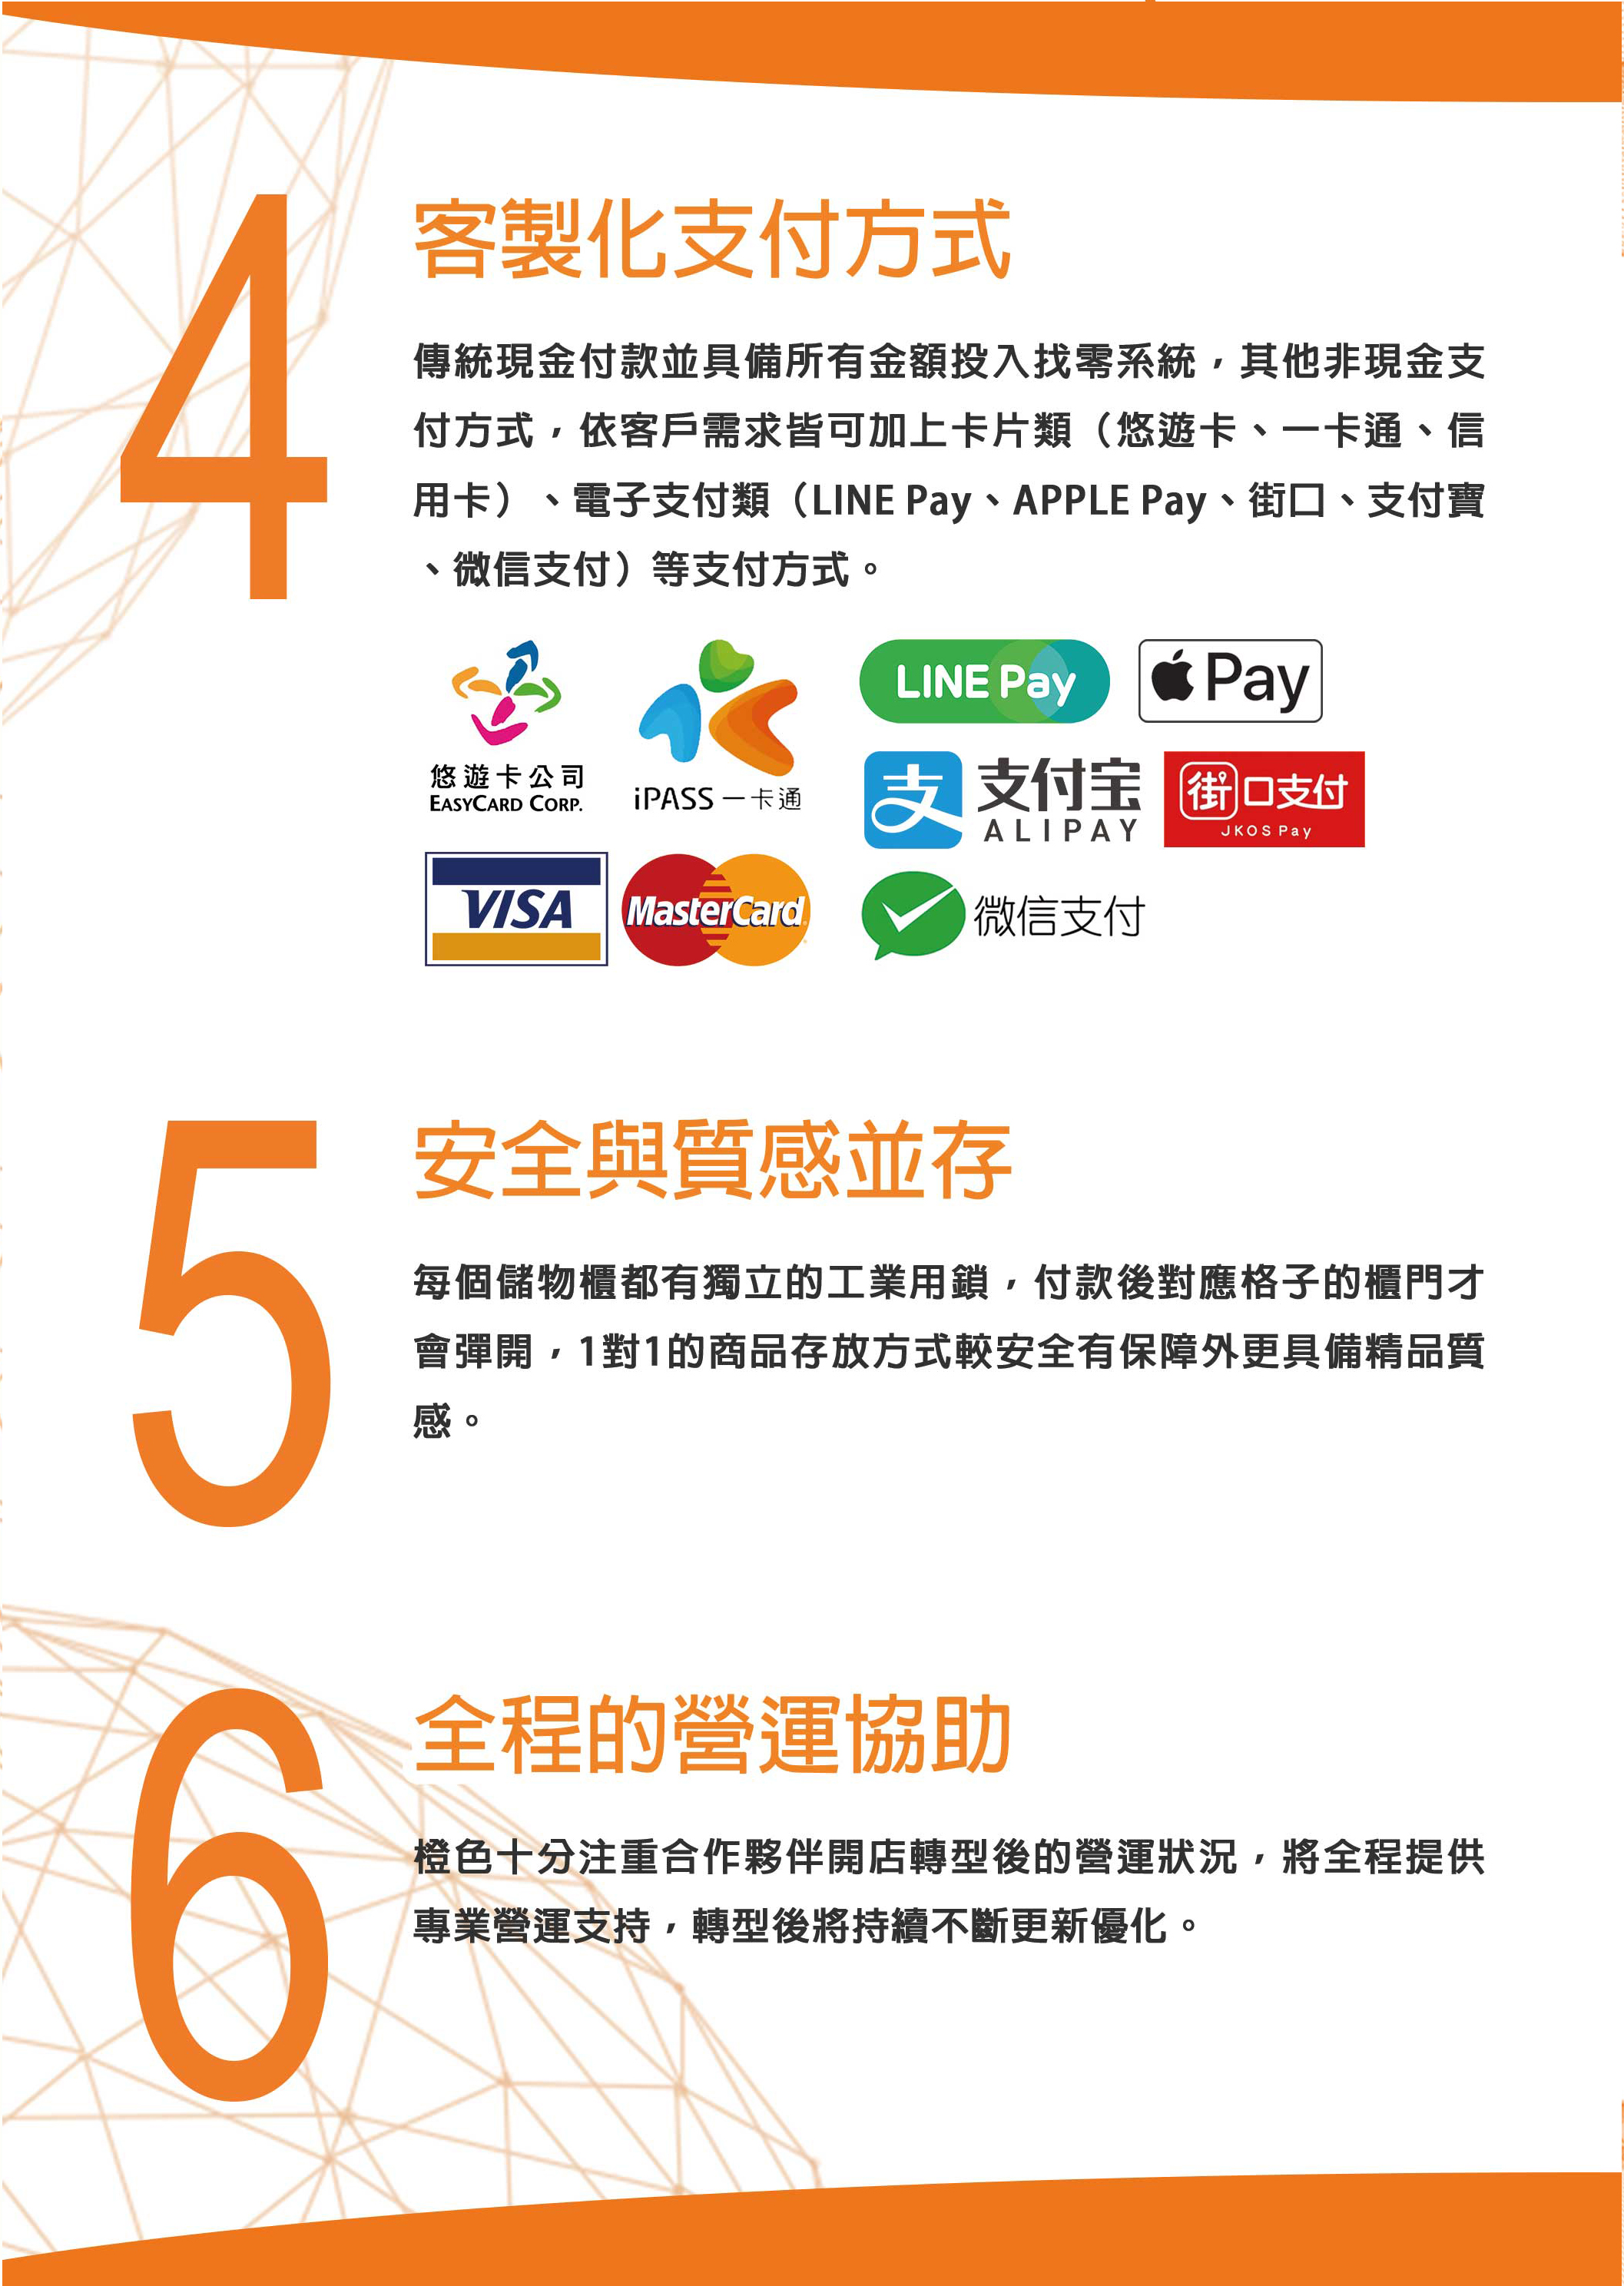 4
客製化支付方式
傳統現金付款並具備所有金額投入找零系統，其他非現金支
付方式，依客戶需求皆可加上卡片類（悠遊卡、一卡通、信
用卡）、電子支付類（LINE Pay、APPLE Pay、街口、支付寶
、微信支付）等支付方式。
悠遊卡公司
EASYCARD CORP.
iPASS 一卡通
LINE Pay
Pay
支
支付宝
ALIPAY
街口支付
JKOS Pay
VISA
MasterCard
微信支付
5
安全與質感並存
每個儲物櫃都有獨立的工業用鎖，付款後對應格子的櫃門才
會彈開，1對1的商品存放方式較安全有保障外更具備精品質
感。
6
全程的營運協助
橙色十分注重合作夥伴開店轉型後的營運狀況，將全程提供
專業營運支持，轉型後將持續不斷更新優化。